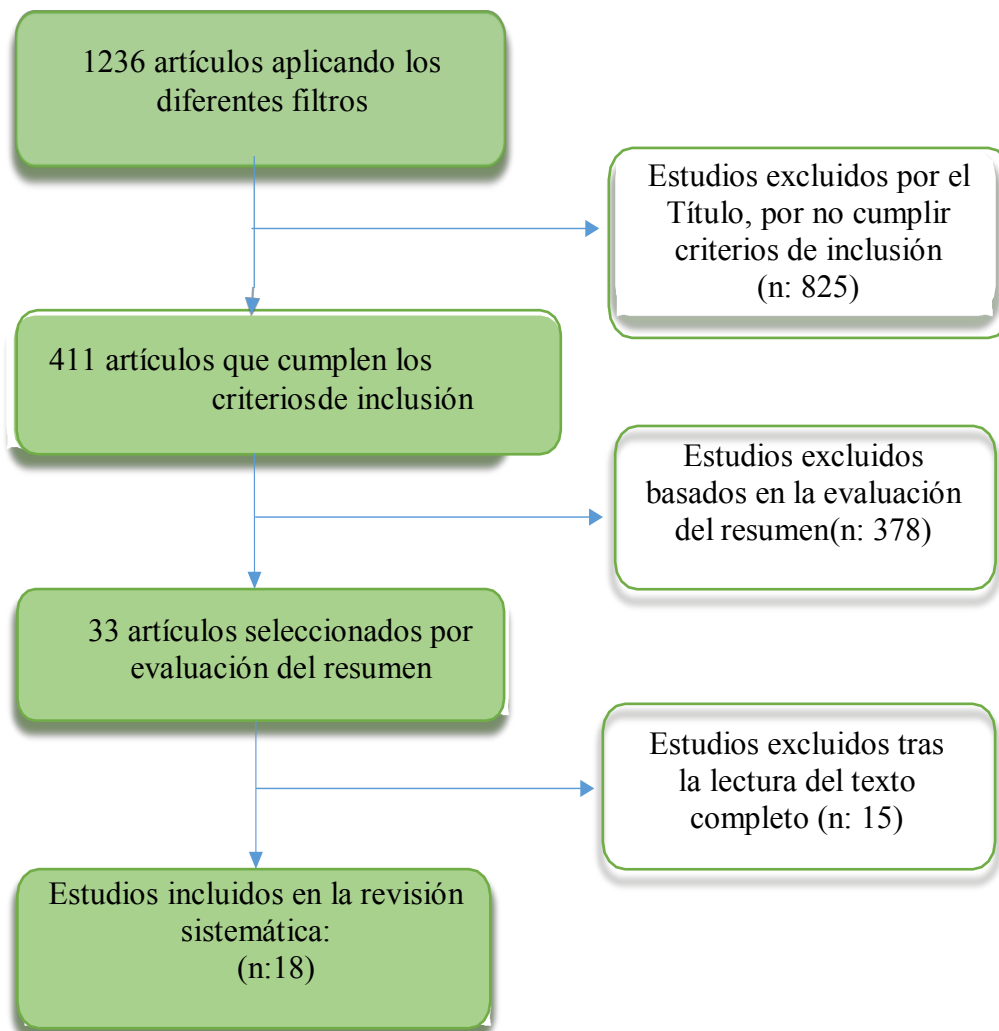 1236 artículos aplicando los
diferentes filtros
Estudios excluidos por el
Título, por no cumplir
criterios de inclusión
(n: 825)
411 artículos que cumplen los
criteriosde inclusión
Estudios excluidos
basados en la evaluación
del resumen(n: 378)
33 artículos seleccionados por
evaluación del resumen
Estudios excluidos tras
la lectura del texto
completo (n: 15)
Estudios incluidos en la revisión
sistemática:
(n:18)